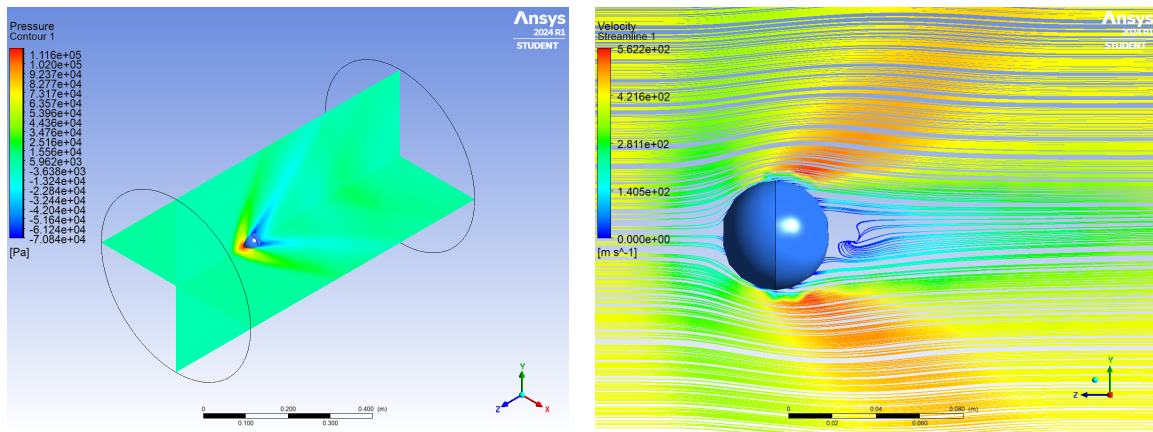 Pressure
Contour 1
1.116e+05
1.020e+05
9.237e+04
8.277e+04
7.317e+04
6.357e+04
5.396e+04
4.436e+04
3.476e+04
2.516e+04
1.556e+04
5.962e+03
-3.638e+03
-1.324e+04
-2.284e+04
-3.244e+04
-4.204e+04
-5.164e+04
-6.124e+04
-7.084e+04
[Pa]
Ansys
2024 R1
STUDENT
0 0.200 0.400 (m)
0.100 0.300
Y
Z X
Velocity
Streamline 1
5.622e+02
4.216e+02
2.811e+02
1.405e+02
0.000e+00
[m s^-1]
Ansys
2024 R1
STUDENT
0 0.04 0.080 (m)
0.02 0.060
Y
Z